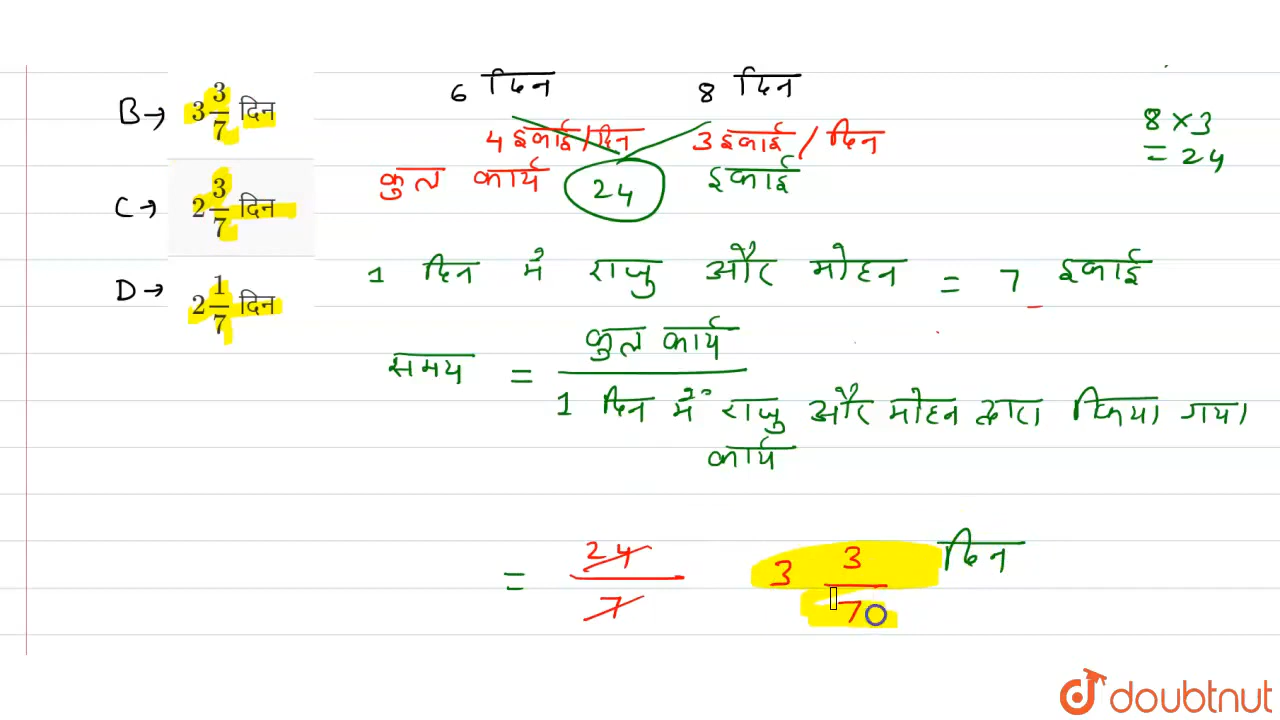 6 दिन 8 दिन
B→ 3 3/7 दिन
8 × 3
4 इकाई/दिन 3 इकाई/दिन
= 24
कुल कार्य 24 इकाई
C→ 2 3/7 दिन
1 दिन में राजु और मोहन = 7 इकाई
D→ 2 1/7 दिन
कुल कार्य
समय =
1 दिन में राजु और मोहन द्वारा किया गया
कार्य
= 24/7 3 3/7 दिन
doubtnut